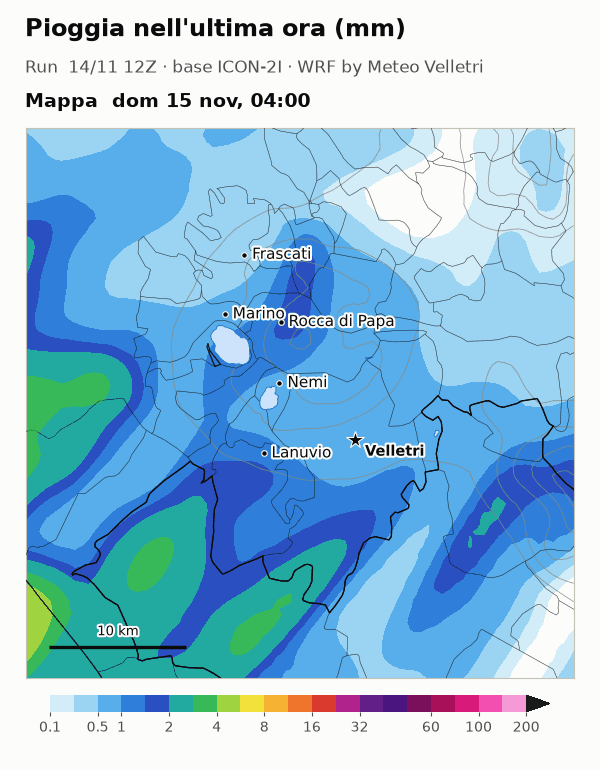 Pioggia nell'ultima ora (mm)
Run  14/11 12Z · base ICON-2I · WRF by Meteo Velletri
Mappa  dom 15 nov, 04:00
Frascati
Marino
Rocca di Papa
Nemi
Velletri
Lanuvio
10 km
0.1 0.5 1 2 4 8 16 32 60 100 200